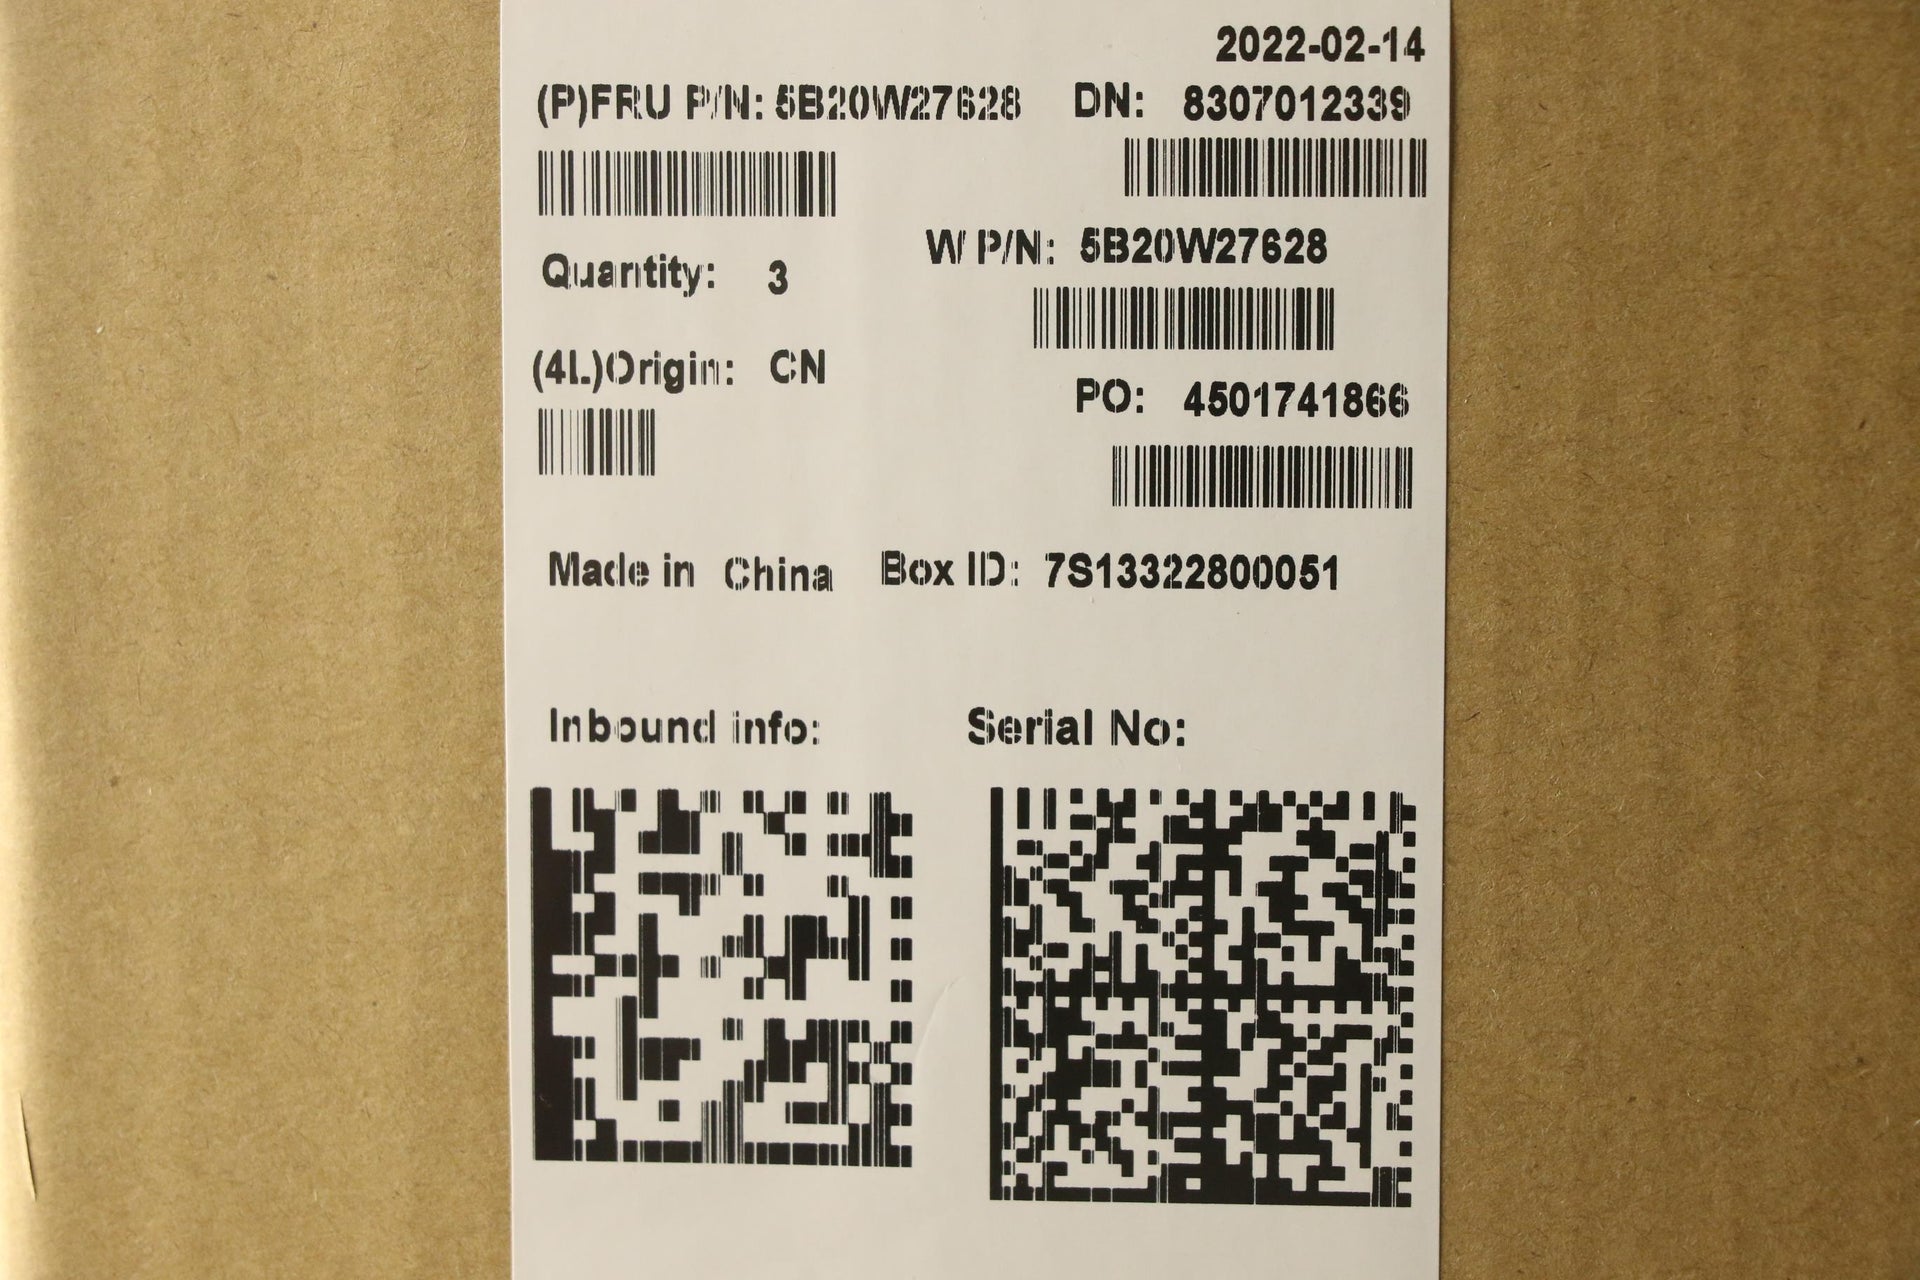 2022-02-14
(P)FRU P/N: 5B20W27628 DN: 8307012339
W P/N: 5B20W27628
Quantity: 3
(4L)Origin: CN
PO: 4501741866
Made in China Box ID: 7S13322800051
Inbound info: Serial No: